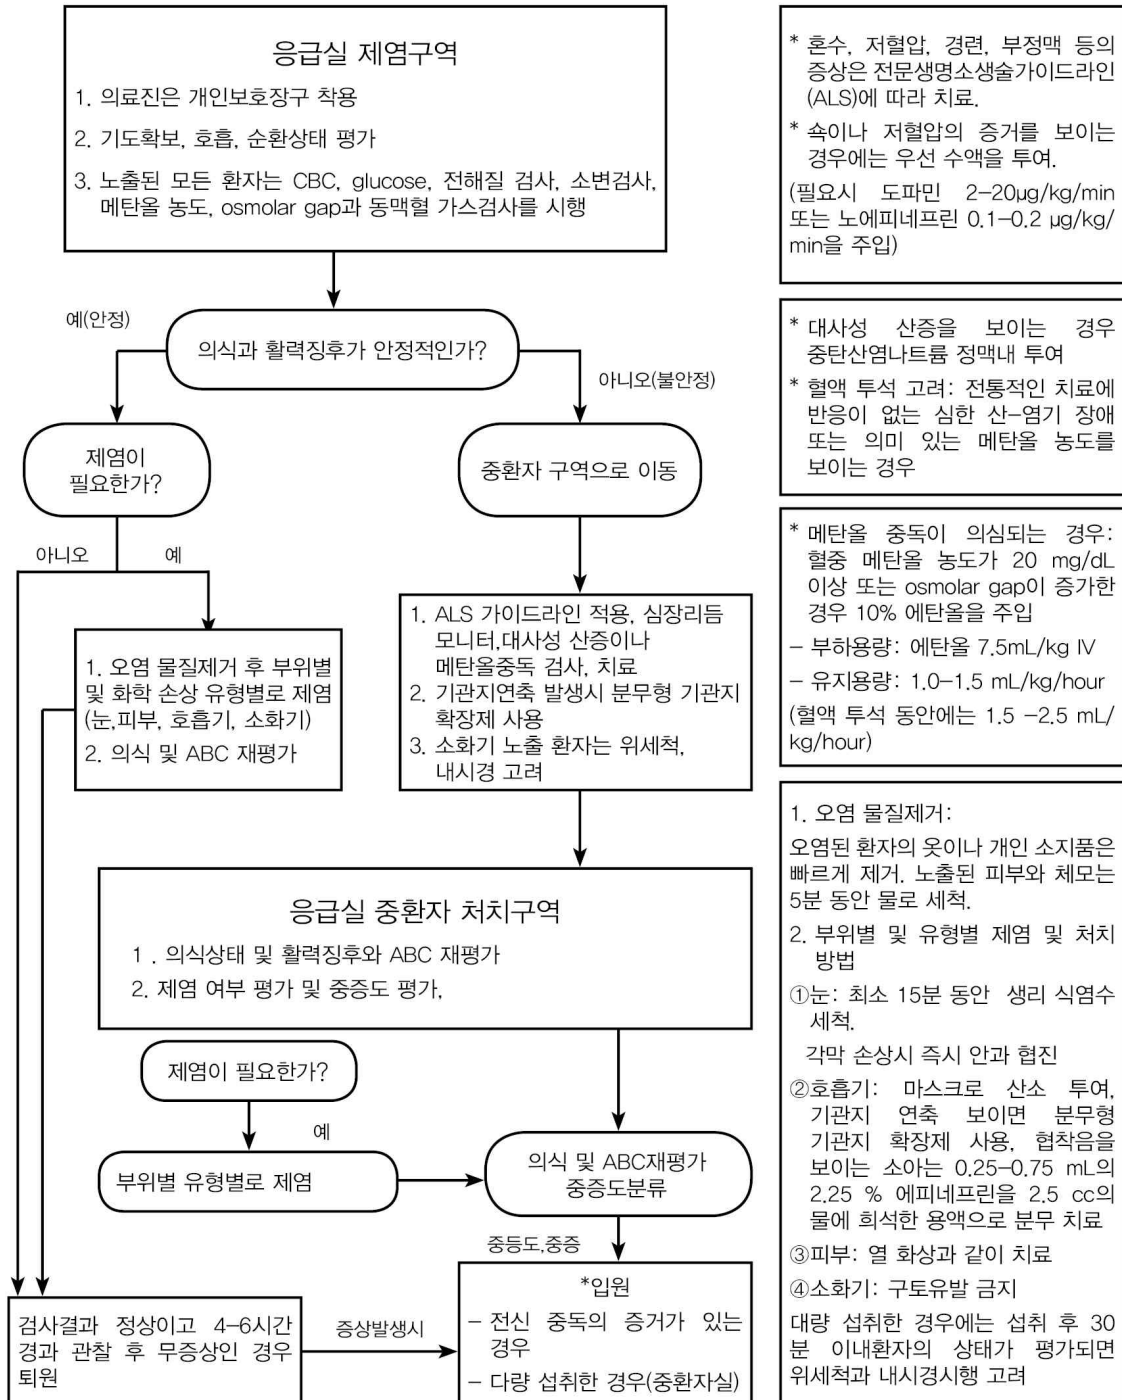 응급실 제염구역
1. 의료진은 개인보호장구 착용
2. 기도확보, 호흡, 순환상태 평가
3. 노출된 모든 환자는 CBC, glucose, 전해질 검사, 소변검사,
메탄올 농도, osmolar gap과 동맥혈 가스검사를 시행
예(안정)
의식과 활력징후가 안정적인가?
아니오(불안정)
제염이
필요한가?
중환자 구역으로 이동
아니오
예
1. 오염 물질제거 후 부위별
및 화학 손상 유형별로 제염
(눈,피부, 호흡기, 소화기)
2. 의식 및 ABC 재평가
1. ALS 가이드라인 적용, 심장리듬
모니터,대사성 산증이나
메탄올중독 검사, 치료
2. 기관지연축 발생시 분무형 기관지
확장제 사용
3. 소화기 노출 환자는 위세척,
내시경 고려
응급실 중환자 처치구역
1 . 의식상태 및 활력징후와 ABC 재평가
2. 제염 여부 평가 및 중증도 평가,
제염이 필요한가?
예
부위별 유형별로 제염
의식 및 ABC재평가
중증도분류
중등도,중증
검사결과 정상이고 4-6시간
경과 관찰 후 무증상인 경우
퇴원
증상발생시
*입원
- 전신 중독의 증거가 있는
경우
- 다량 섭취한 경우(중환자실)
* 혼수, 저혈압, 경련, 부정맥 등의
증상은 전문생명소생술가이드라인
(ALS)에 따라 치료.
* 쇽이나 저혈압의 증거를 보이는
경우에는 우선 수액을 투여.
(필요시 도파민 2-20µg/kg/min
또는 노에피네프린 0.1-0.2 µg/kg/
min을 주입)
* 대사성 산증을 보이는 경우
중탄산염나트륨 정맥내 투여
* 혈액 투석 고려: 전통적인 치료에
반응이 없는 심한 산-염기 장애
또는 의미 있는 메탄올 농도를
보이는 경우
* 메탄올 중독이 의심되는 경우:
혈중 메탄올 농도가 20 mg/dL
이상 또는 osmolar gap이 증가한
경우 10% 에탄올을 주입
- 부하용량: 에탄올 7.5mL/kg IV
- 유지용량: 1.0-1.5 mL/kg/hour
(혈액 투석 동안에는 1.5 -2.5 mL/
kg/hour)
1. 오염 물질제거:
오염된 환자의 옷이나 개인 소지품은
빠르게 제거. 노출된 피부와 체모는
5분 동안 물로 세척.
2. 부위별 및 유형별 제염 및 처치
방법
①눈: 최소 15분 동안 생리 식염수
세척.
각막 손상시 즉시 안과 협진
②호흡기: 마스크로 산소 투여,
기관지 연축 보이면 분무형
기관지 확장제 사용, 협착음을
보이는 소아는 0.25-0.75 mL의
2.25 % 에피네프린을 2.5 cc의
물에 희석한 용액으로 분무 치료
③피부: 열 화상과 같이 치료
④소화기: 구토유발 금지
대량 섭취한 경우에는 섭취 후 30
분 이내환자의 상태가 평가되면
위세척과 내시경시행 고려